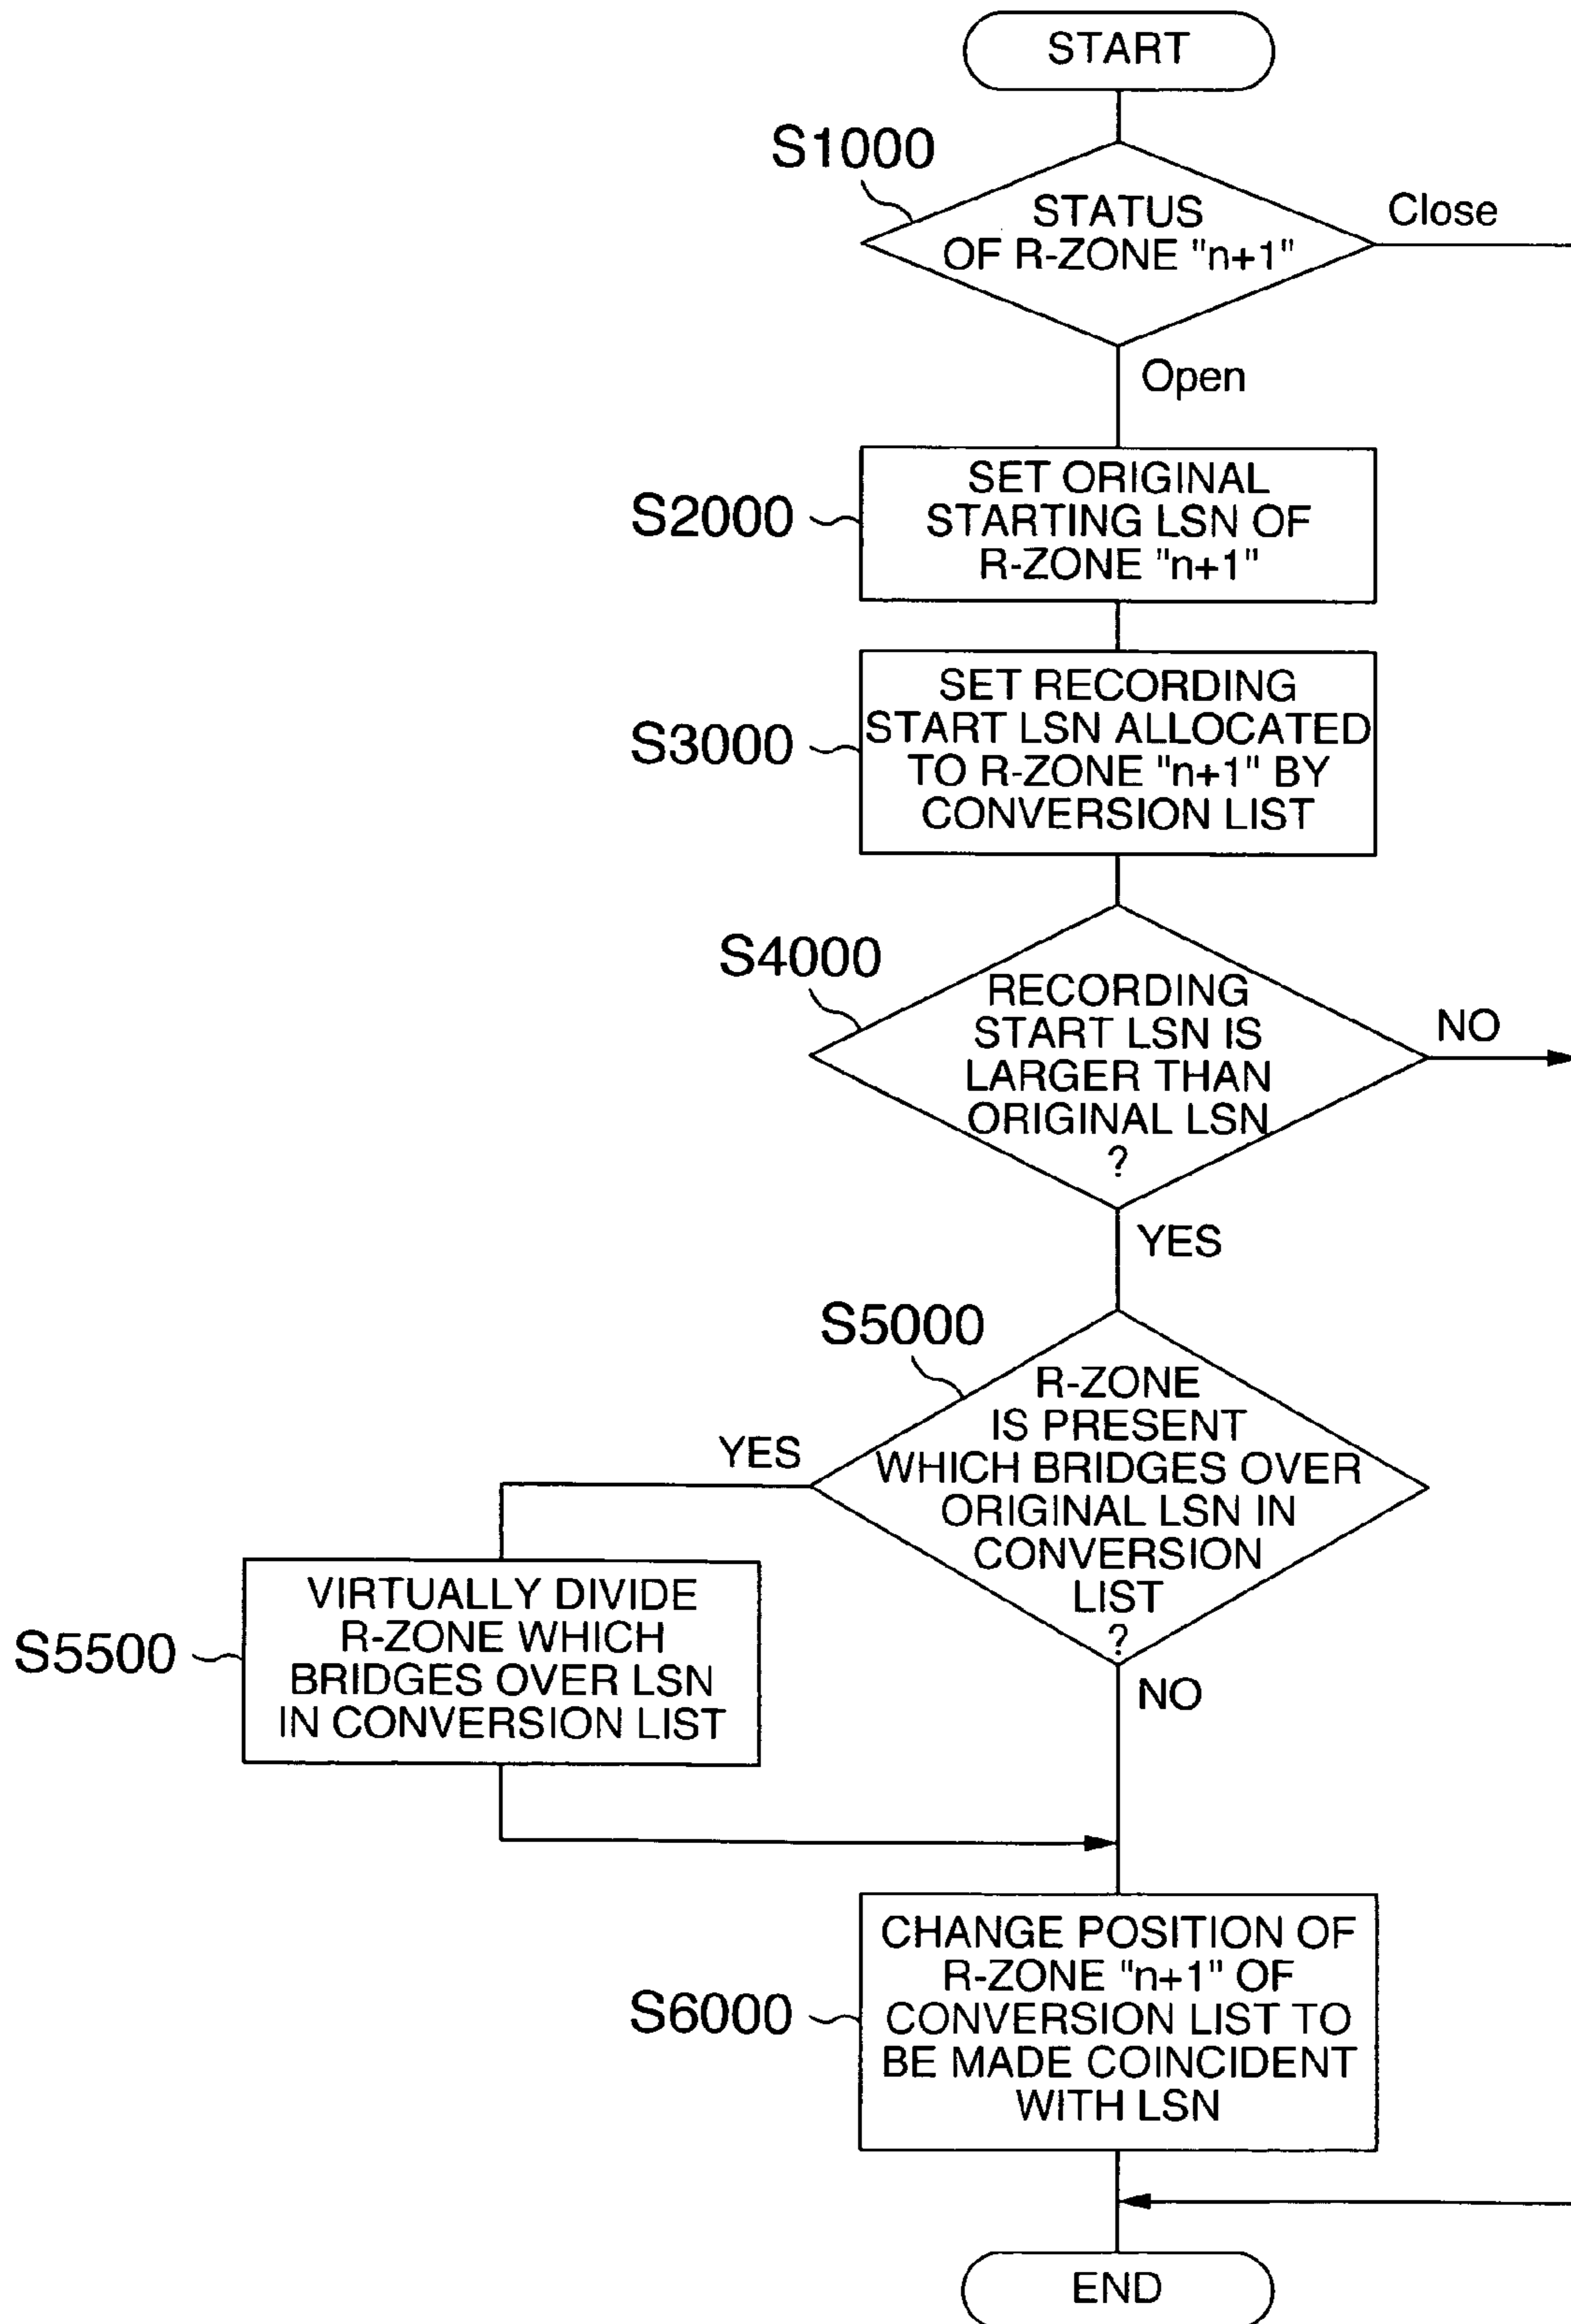 START
S1000
STATUS
OF R-ZONE "n+1"
Close
Open
S2000
SET ORIGINAL
STARTING LSN OF
R-ZONE "n+1"
S3000
SET RECORDING
START LSN ALLOCATED
TO R-ZONE "n+1" BY
CONVERSION LIST
S4000
RECORDING
START LSN IS
LARGER THAN
ORIGINAL LSN
?
NO
YES
S5000
R-ZONE
IS PRESENT
WHICH BRIDGES OVER
ORIGINAL LSN IN
CONVERSION
LIST
?
YES
NO
S5500
VIRTUALLY DIVIDE
R-ZONE WHICH
BRIDGES OVER LSN
IN CONVERSION LIST
S6000
CHANGE POSITION OF
R-ZONE "n+1" OF
CONVERSION LIST TO
BE MADE COINCIDENT
WITH LSN
END